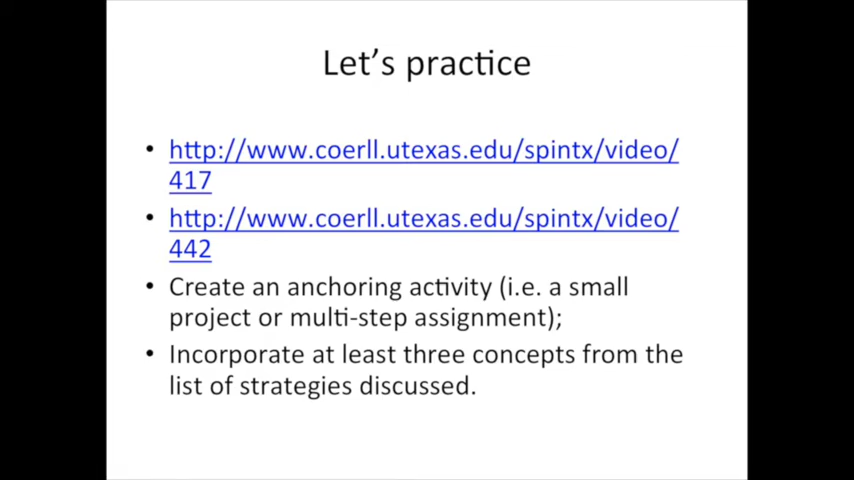 Let's practice
• http://www.coerll.utexas.edu/spintx/video/
417
• http://www.coerll.utexas.edu/spintx/video/
442
• Create an anchoring activity (i.e. a small
project or multi-step assignment);
• Incorporate at least three concepts from the
list of strategies discussed.